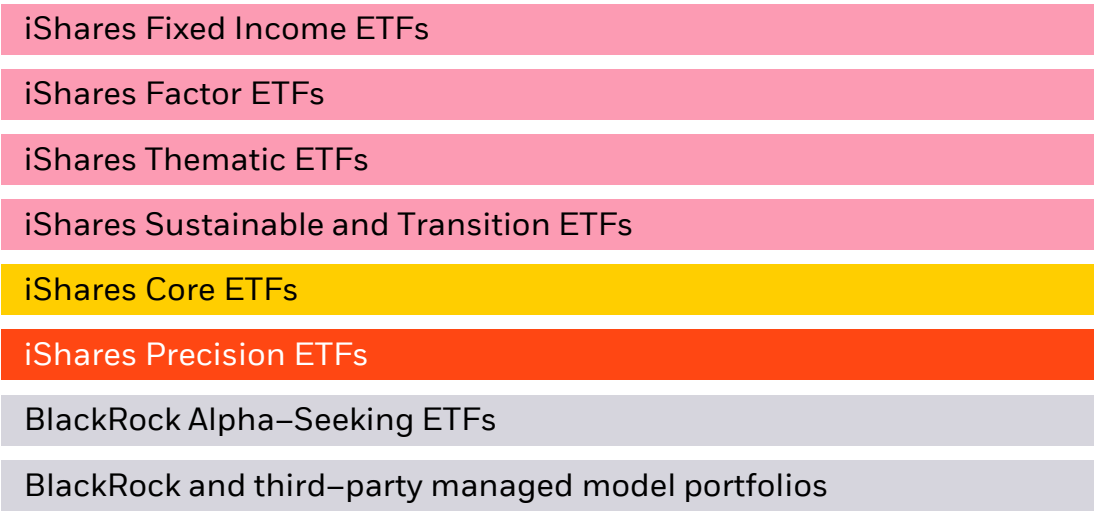 iShares Fixed Income ETFs
iShares Factor ETFs
iShares Thematic ETFs
iShares Sustainable and Transition ETFs
iShares Core ETFs
iShares Precision ETFs
BlackRock Alpha–Seeking ETFs
BlackRock and third–party managed model portfolios